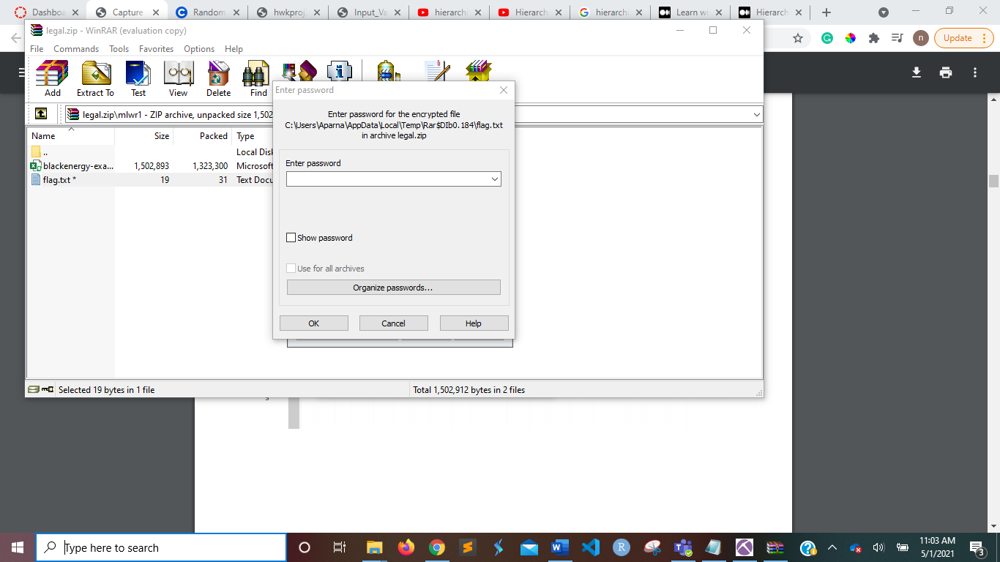 Dashboa
Capture
Random
hwkproj
Input_Va
hierarch
Hierarch
hierarch
Learn wi
Hierarch
legal.zip - WinRAR (evaluation copy)
n
Update
File Commands Tools Favorites Options Help
Add
Extract To
Test
View
Delete
Find
legal.zip\mlwr1 - ZIP archive, unpacked size 1,502
Name Size Packed Type
.. Local Disk
blackenergy-exa... 1,502,893 1,323,300 Microsoft
flag.txt * 19 31 Text Docu
Enter password
Enter password for the encrypted file
C:\Users\Aparna\AppData\Local\Temp\Rar$DIb0.184\flag.txt
in archive legal.zip
Enter password
Show password
Use for all archives
Organize passwords...
OK Cancel Help
Selected 19 bytes in 1 file
Total 1,502,912 bytes in 2 files
Type here to search
11:03 AM
5/1/2021
3